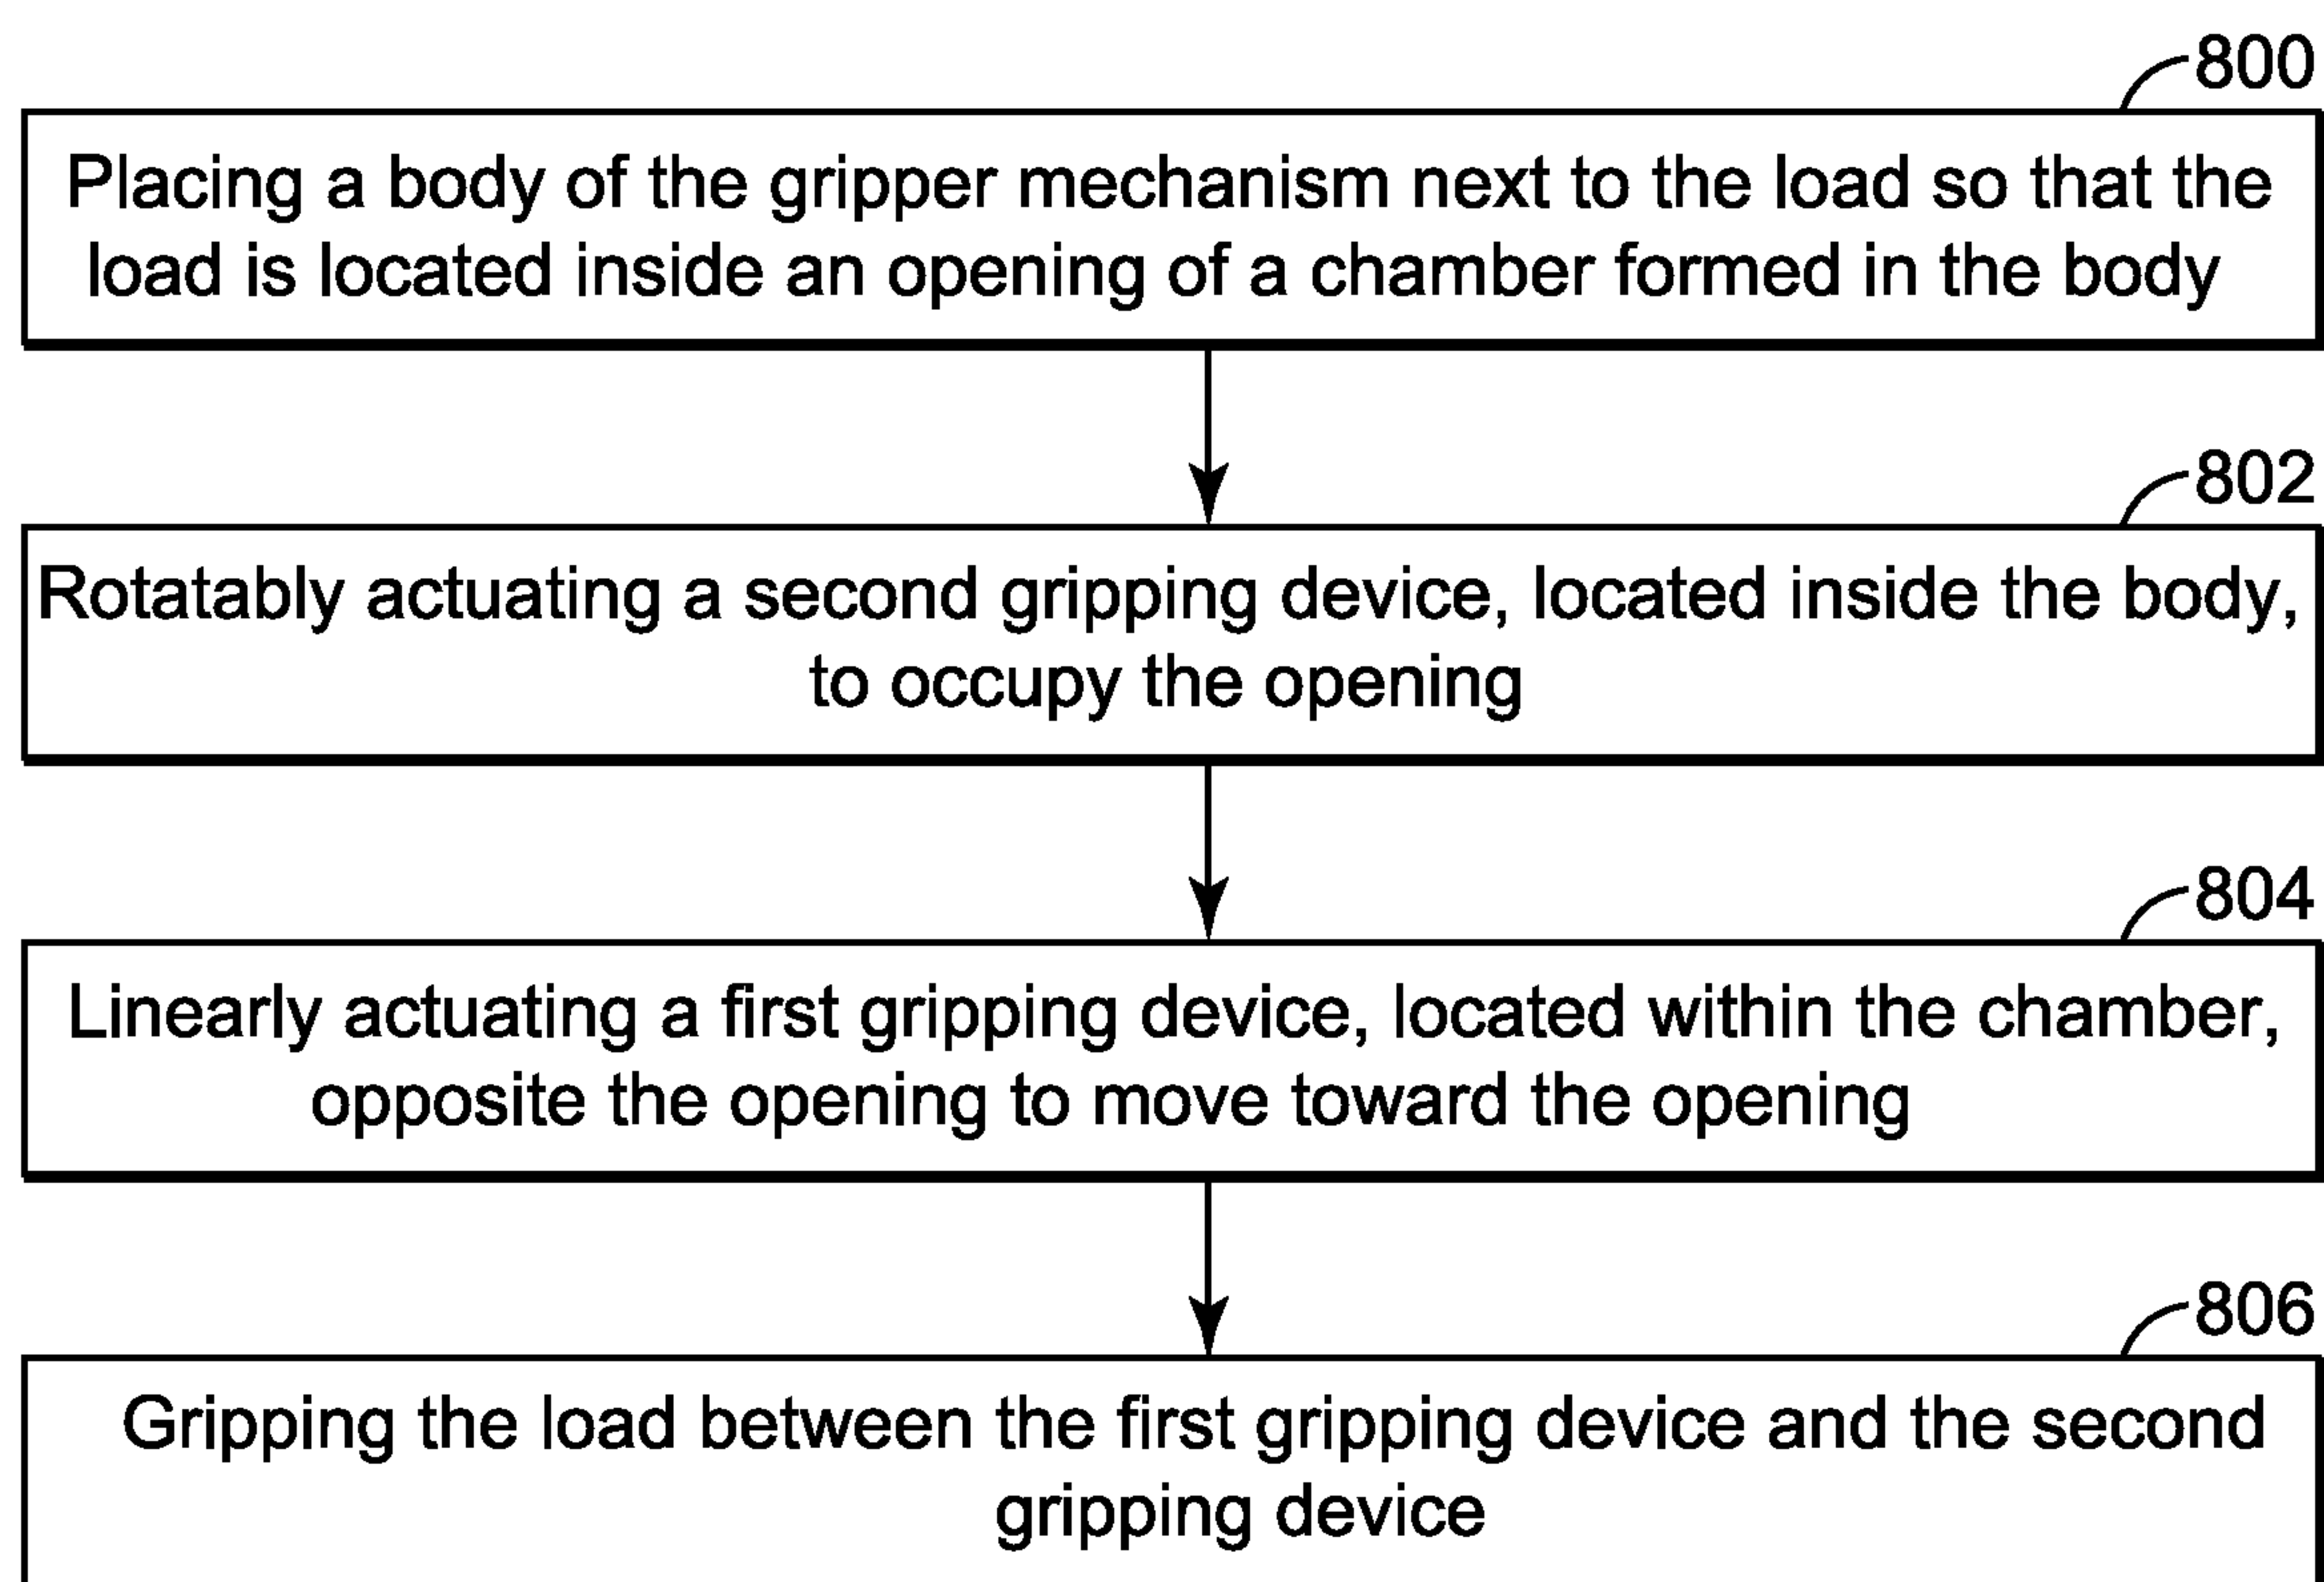 800
Placing a body of the gripper mechanism next to the load so that the
load is located inside an opening of a chamber formed in the body
802
Rotatably actuating a second gripping device, located inside the body,
to occupy the opening
804
Linearly actuating a first gripping device, located within the chamber,
opposite the opening to move toward the opening
806
Gripping the load between the first gripping device and the second
gripping device